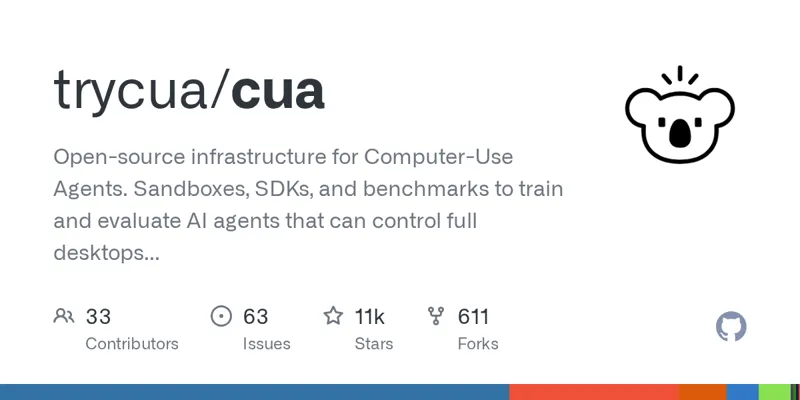 trycua/cua
Open-source infrastructure for Computer-Use
Agents. Sandboxes, SDKs, and benchmarks to train
and evaluate AI agents that can control full
desktops...
33
Contributors
63
Issues
11k
Stars
611
Forks